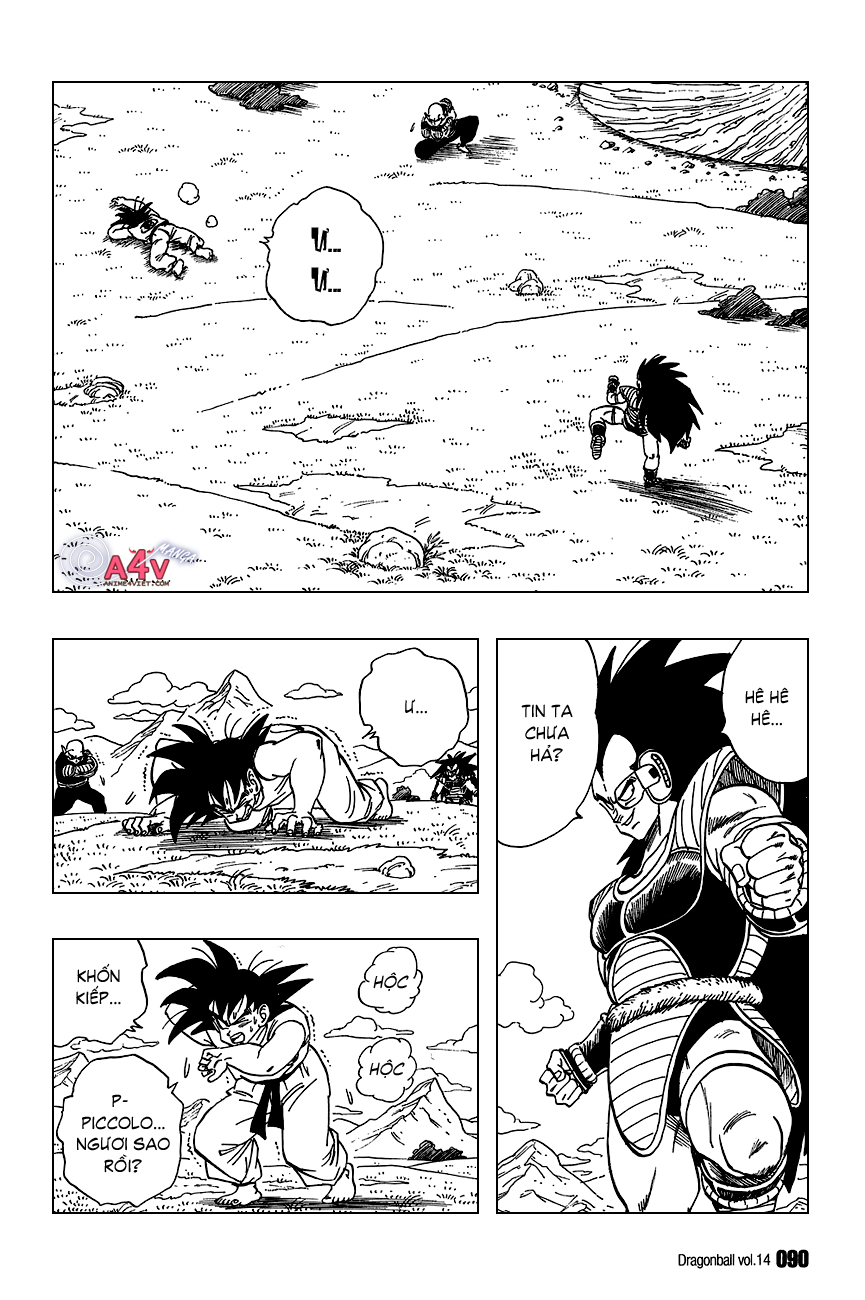 Ư...
Ư...
MANGA
A4V
ANIME4VIET.COM
HÊ HÊ
HÊ...
TIN TA
CHƯA
HẢ?
Ư...
KHỐN
KIẾP...
HỘC
HỘC
P-
PICCOLO...
NGƯƠI SAO
RỒI?
Dragonball vol.14 090